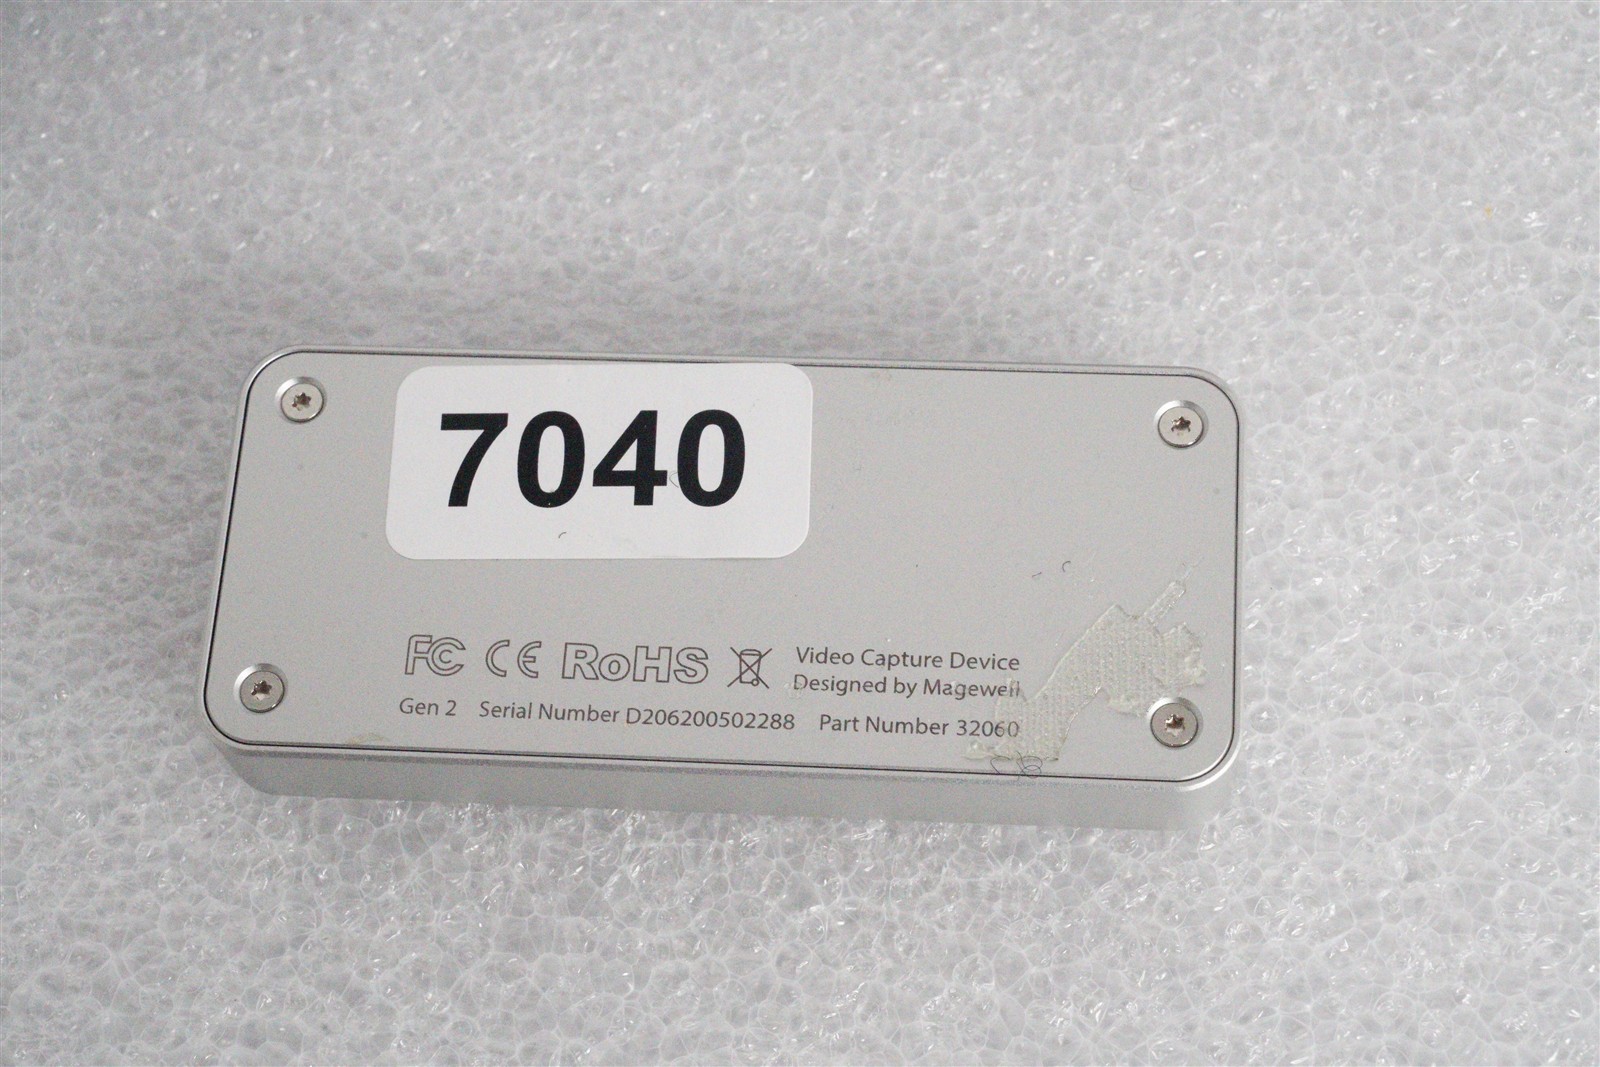 7040
FC CE RoHS
Video Capture Device
Designed by Magewell
Gen 2 Serial Number D206200502288 Part Number 32060